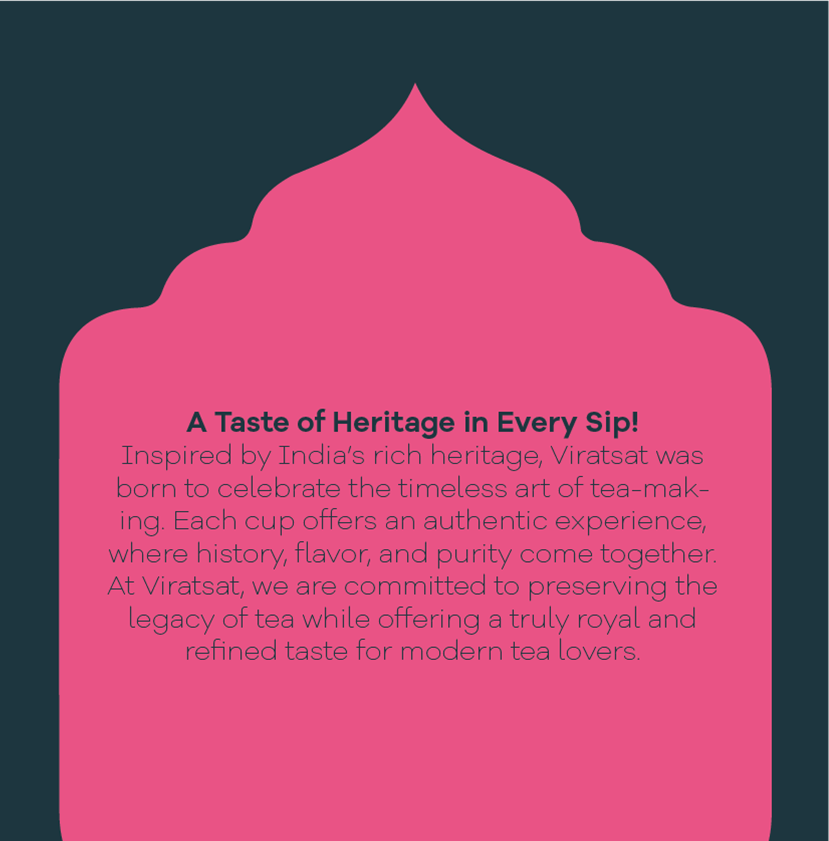 A Taste of Heritage in Every Sip!
Inspired by India's rich heritage, Viratsat was
born to celebrate the timeless art of tea-mak-
ing. Each cup offers an authentic experience,
where history, flavor, and purity come together.
At Viratsat, we are committed to preserving the
legacy of tea while offering a truly royal and
refined taste for modern tea lovers.